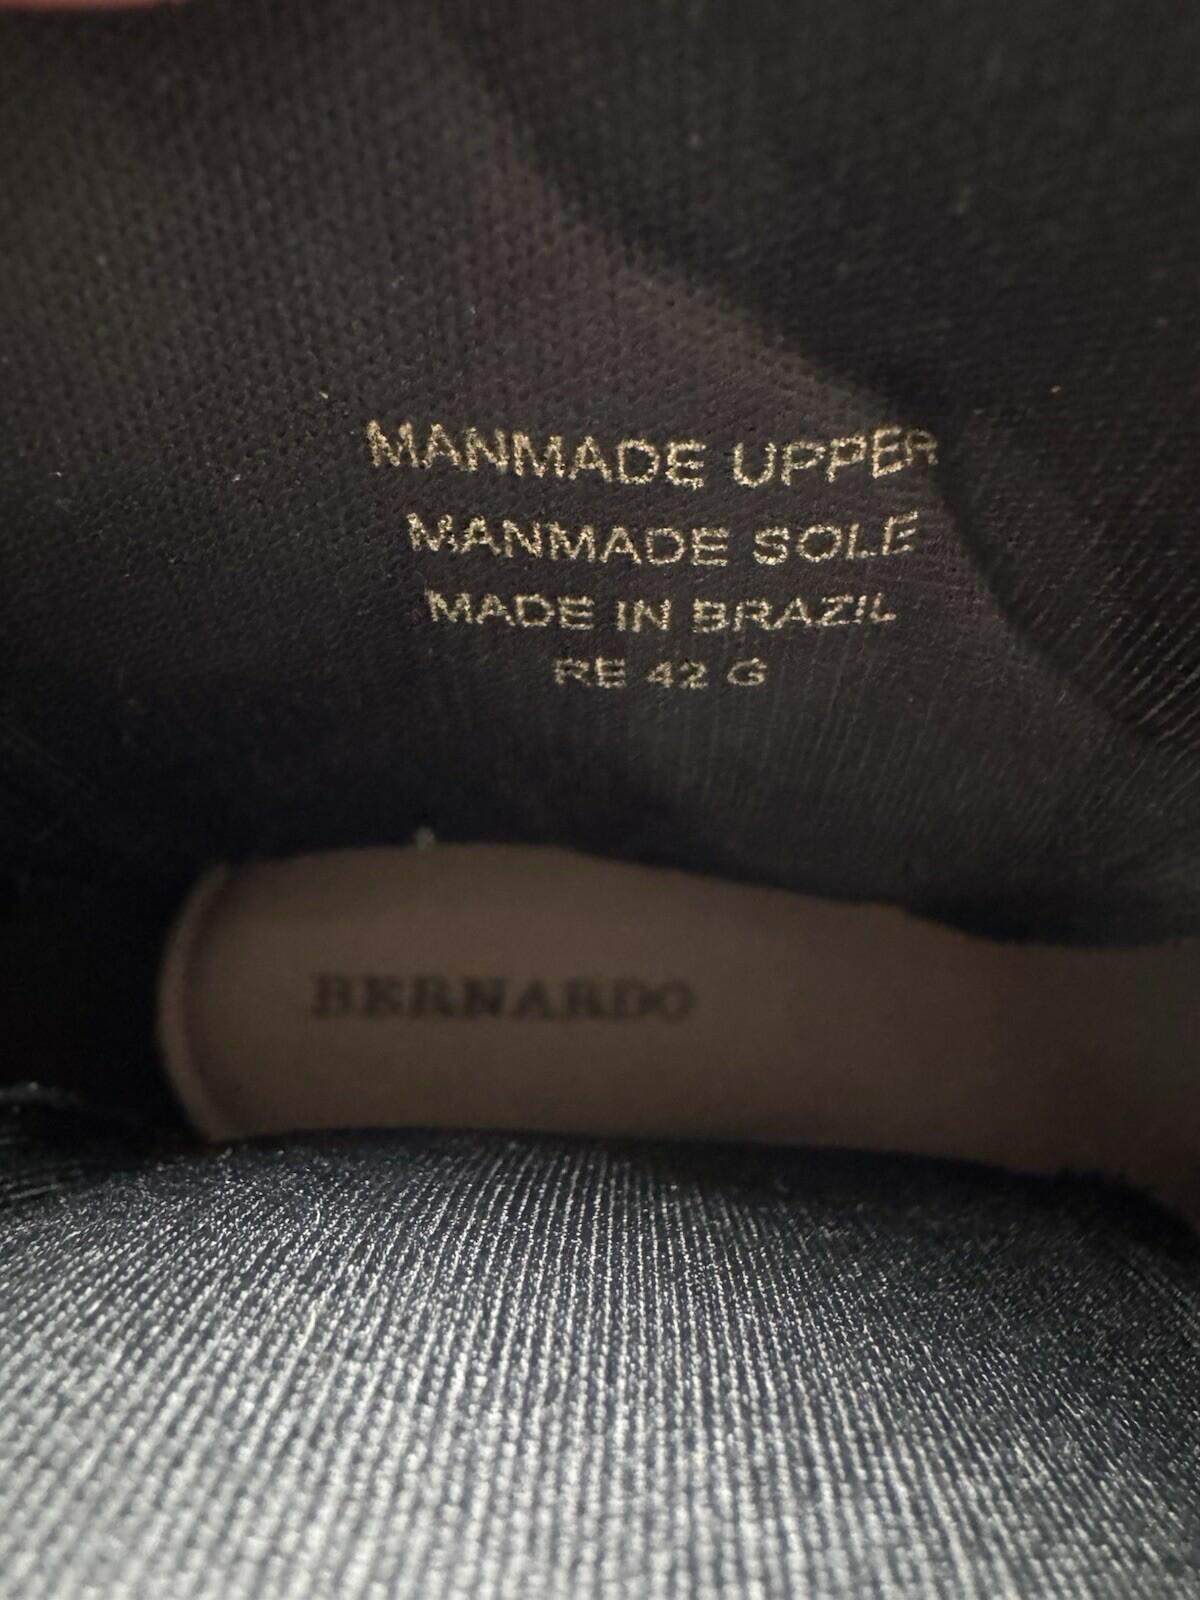 MANMADE UPPER
MANMADE SOLE
MADE IN BRAZIL
RE 42 G
BERNARDO